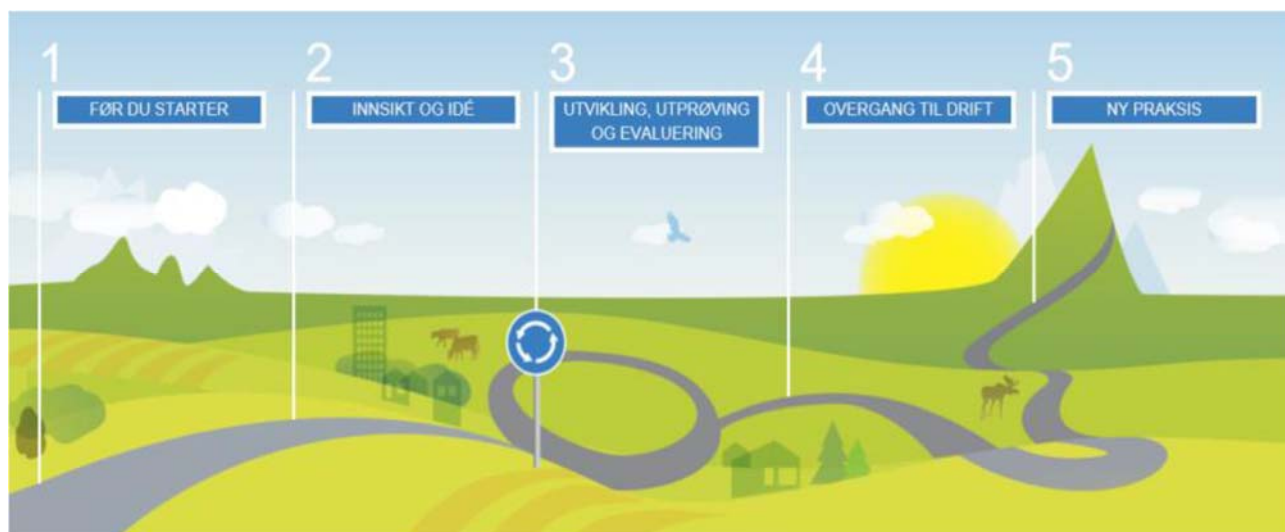 1
FØR DU STARTER
2
INNSIKT OG IDÉ
3
UTVIKLING, UTPRØVING
OG EVALUERING
4
OVERGANG TIL DRIFT
5
NY PRAKSIS